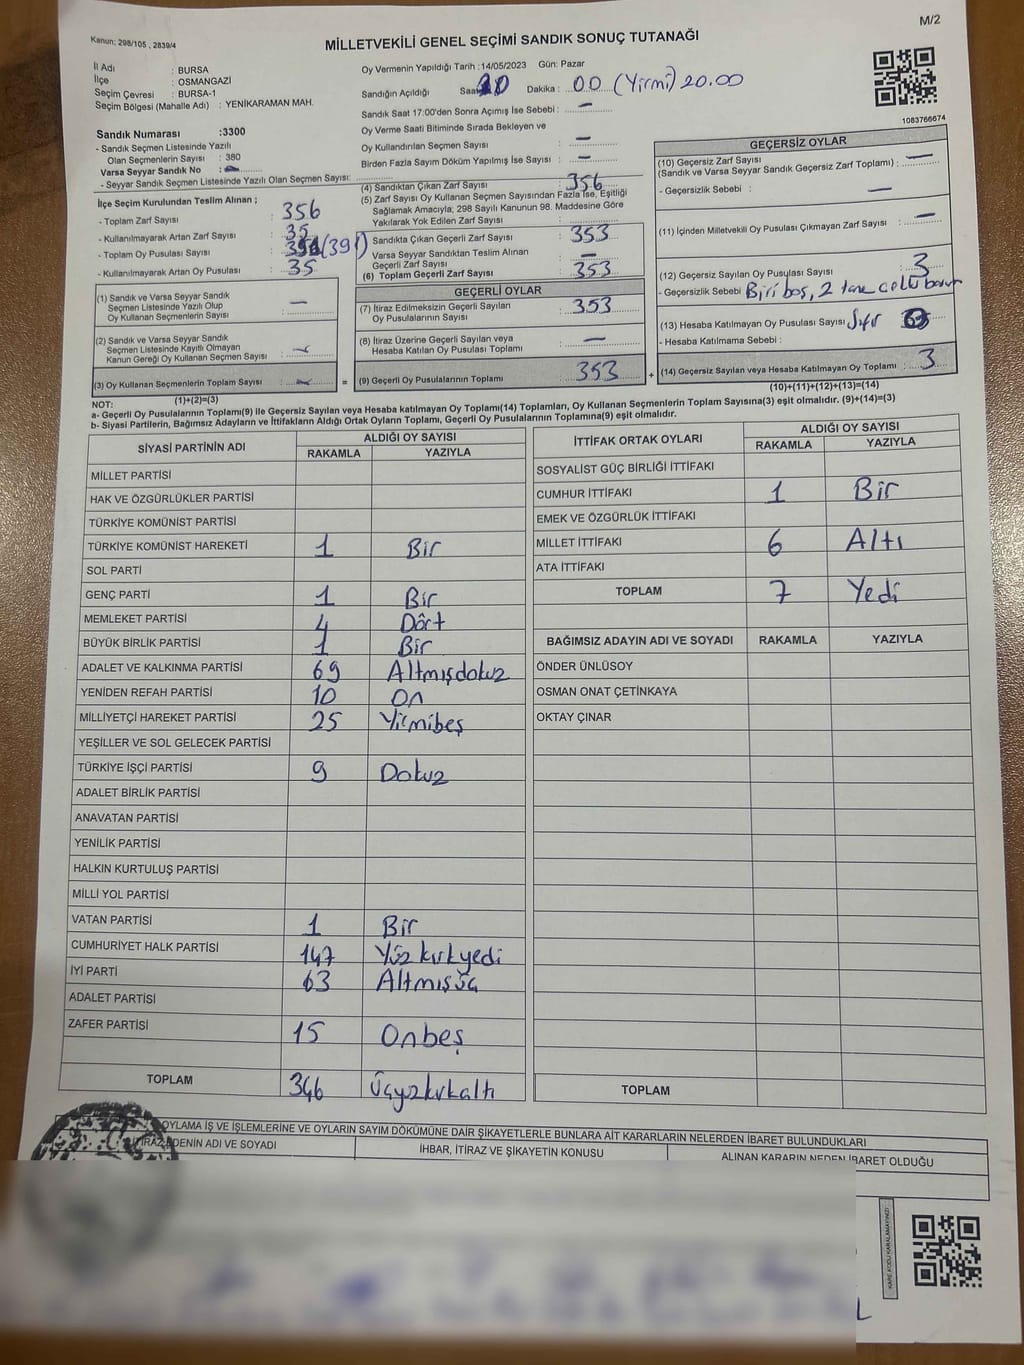 M/2
Kanun: 298/105 , 2839/4
MİLLETVEKİLİ GENEL SEÇİMİ SANDIK SONUÇ TUTANAĞI
İl Adı : BURSA
İlçe : OSMANGAZİ
Seçim Çevresi : BURSA-1
Seçim Bölgesi (Mahalle Adı) : YENİKARAMAN MAH.
Sandık Numarası :3300
- Sandık Seçmen Listesinde Yazılı
Olan Seçmenlerin Sayısı : 380
Varsa Seyyar Sandık No :
- Seyyar Sandık Seçmen Listesinde Yazılı Olan Seçmen Sayısı:
İlçe Seçim Kurulundan Teslim Alınan ;
- Toplam Zarf Sayısı : 356
- Kullanılmayarak Artan Zarf Sayısı : 35
- Toplam Oy Pusulası Sayısı : (391)
- Kullanılmayarak Artan Oy Pusulası : 35
(1) Sandık ve Varsa Seyyar Sandık
Seçmen Listesinde Yazılı Olup
Oy Kullanan Seçmenlerin Sayısı : —
(2) Sandık ve Varsa Seyyar Sandık
Seçmen Listesinde Kayıtlı Olmayan
Kanun Gereği Oy Kullanan Seçmen Sayısı : —
(3) Oy Kullanan Seçmenlerin Toplam Sayısı : —
(1)+(2)=(3)
Oy Vermenin Yapıldığı Tarih :14/05/2023 Gün: Pazar
Sandığın Açıldığı Saat: 20 Dakika : 00 (Yirmi) 20.00
Sandık Saat 17:00'den Sonra Açımış İse Sebebi : —
Oy Verme Saati Bitiminde Sırada Bekleyen ve
Oy Kullandırılan Seçmen Sayısı : —
Birden Fazla Sayım Döküm Yapılmış İse Sayısı : —
(4) Sandıktan Çıkan Zarf Sayısı : 356
(5) Zarf Sayısı Oy Kullanan Seçmen Sayısından Fazla İse, Eşitliği
Sağlamak Amacıyla, 298 Sayılı Kanunun 98. Maddesine Göre
Yakılarak Yok Edilen Zarf Sayısı :
Sandıkta Çıkan Geçerli Zarf Sayısı : 353
Varsa Seyyar Sandıktan Teslim Alınan
Geçerli Zarf Sayısı : —
(6) Toplam Geçerli Zarf Sayısı : 353
GEÇERLİ OYLAR
(7) İtiraz Edilmeksizin Geçerli Sayılan
Oy Pusulalarının Sayısı : 353
(8) İtiraz Üzerine Geçerli Sayılan veya
Hesaba Katılan Oy Pusulası Toplamı : —
= (9) Geçerli Oy Pusulalarının Toplamı : 353
1083766674
GEÇERSİZ OYLAR
(10) Geçersiz Zarf Sayısı
(Sandık ve Varsa Seyyar Sandık Geçersiz Zarf Toplamı) : —
- Geçersizlik Sebebi : —
(11) İçinden Milletvekili Oy Pusulası Çıkmayan Zarf Sayısı : —
(12) Geçersiz Sayılan Oy Pusulası Sayısı : 3
- Geçersizlik Sebebi : Biri boş, 2 tane
(13) Hesaba Katılmayan Oy Pusulası Sayısı : Sıfır
- Hesaba Katılmama Sebebi :
+ (14) Geçersiz Sayılan veya Hesaba Katılmayan Oy Toplamı : 3
(10)+(11)+(12)+(13)=(14)
NOT:
a- Geçerli Oy Pusulalarının Toplamı(9) ile Geçersiz Sayılan veya Hesaba katılmayan Oy Toplamı(14) Toplamları, Oy Kullanan Seçmenlerin Toplam Sayısına(3) eşit olmalıdır. (9)+(14)=(3)
b- Siyasi Partilerin, Bağımsız Adayların ve İttifakların Aldığı Ortak Oyların Toplamı, Geçerli Oy Pusulalarının Toplamına(9) eşit olmalıdır.
SİYASİ PARTİNİN ADI ALDIĞI OY SAYISI
RAKAMLA YAZIYLA
MİLLET PARTİSİ
HAK VE ÖZGÜRLÜKLER PARTİSİ
TÜRKİYE KOMÜNİST PARTİSİ
TÜRKİYE KOMÜNİST HAREKETİ 1 Bir
SOL PARTİ
GENÇ PARTİ 1 Bir
MEMLEKET PARTİSİ 4 Dört
BÜYÜK BİRLİK PARTİSİ 1 Bir
ADALET VE KALKINMA PARTİSİ 69 Altmışdokuz
YENİDEN REFAH PARTİSİ 10 On
MİLLİYETÇİ HAREKET PARTİSİ 25 Yirmibeş
YEŞİLLER VE SOL GELECEK PARTİSİ
TÜRKİYE İŞÇİ PARTİSİ 9 Dokuz
ADALET BİRLİK PARTİSİ
ANAVATAN PARTİSİ
YENİLİK PARTİSİ
HALKIN KURTULUŞ PARTİSİ
MİLLİ YOL PARTİSİ
VATAN PARTİSİ 1 Bir
CUMHURİYET HALK PARTİSİ 147 Yüzkırkyedi
İYİ PARTİ 63 Altmışüç
ADALET PARTİSİ
ZAFER PARTİSİ 15 Onbeş
TOPLAM 346 Üçyüzkırkaltı
İTTİFAK ORTAK OYLARI ALDIĞI OY SAYISI
RAKAMLA YAZIYLA
SOSYALİST GÜÇ BİRLİĞİ İTTİFAKI
CUMHUR İTTİFAKI 1 Bir
EMEK VE ÖZGÜRLÜK İTTİFAKI
MİLLET İTTİFAKI 6 Altı
ATA İTTİFAKI
TOPLAM 7 Yedi
BAĞIMSIZ ADAYIN ADI VE SOYADI RAKAMLA YAZIYLA
ÖNDER ÜNLÜSOY
OSMAN ONAT ÇETİNKAYA
OKTAY ÇINAR
TOPLAM
OYLAMA İŞ VE İŞLEMLERİNE VE OYLARIN SAYIM DÖKÜMÜNE DAİR ŞİKAYETLERLE BUNLARA AİT KARARLARIN NELERDEN İBARET BULUNDUKLARI
İTİRAZ EDENİN ADI VE SOYADI İHBAR, İTİRAZ VE ŞİKAYETİN KONUSU ALINAN KARARIN NEDEN İBARET OLDUĞU
KARE KODU KARALAMAYINIZ!